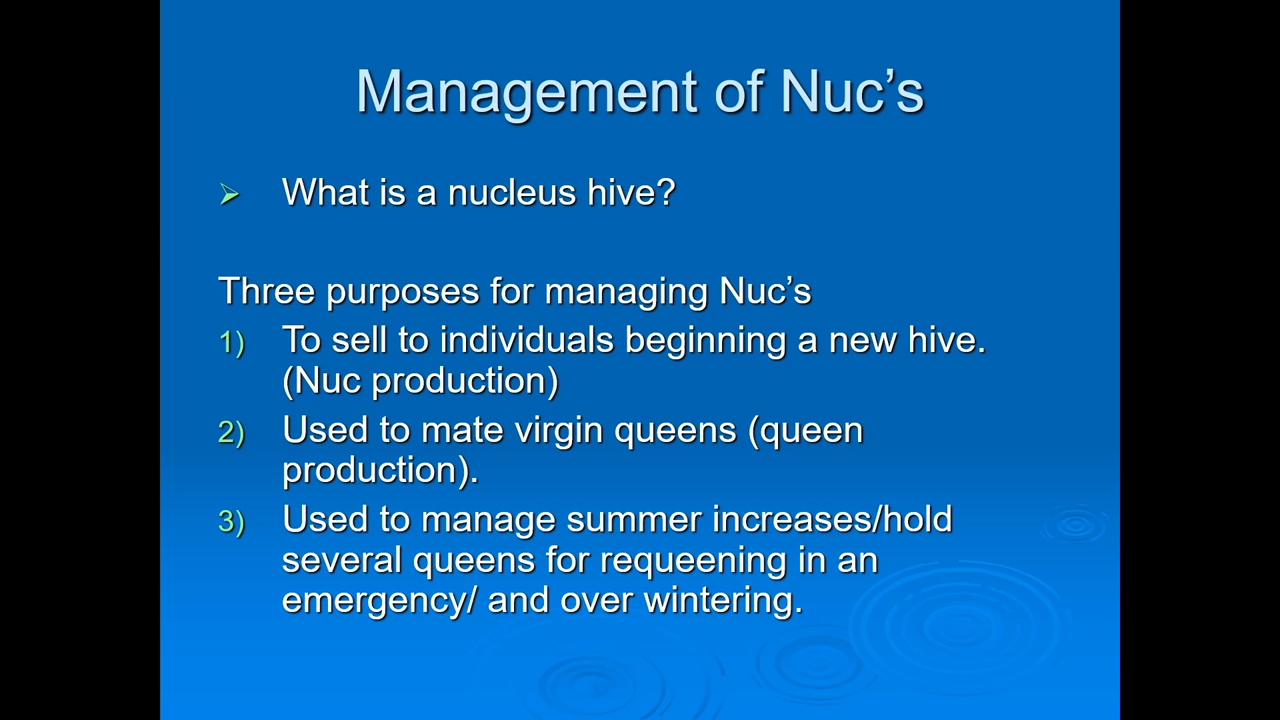 Management of Nuc’s
➢ What is a nucleus hive?
Three purposes for managing Nuc’s
1) To sell to individuals beginning a new hive.
(Nuc production)
2) Used to mate virgin queens (queen
production).
3) Used to manage summer increases/hold
several queens for requeening in an
emergency/ and over wintering.